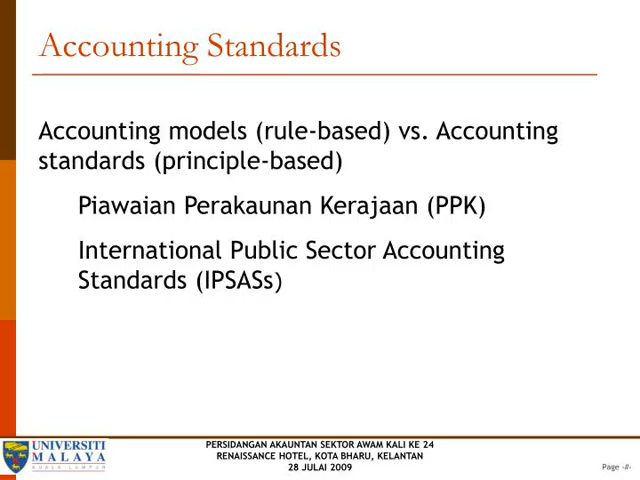 Accounting Standards
Accounting models (rule-based) vs. Accounting
standards (principle-based)
Piawaian Perakaunan Kerajaan (PPK)
International Public Sector Accounting
Standards (IPSASs)
UNIVERSITI
MALAYA
KUALA LUMPUR
PERSIDANGAN AKAUNTAN SEKTOR AWAM KALI KE 24
RENAISSANCE HOTEL, KOTA BHARU, KELANTAN
28 JULAI 2009
Page -#-